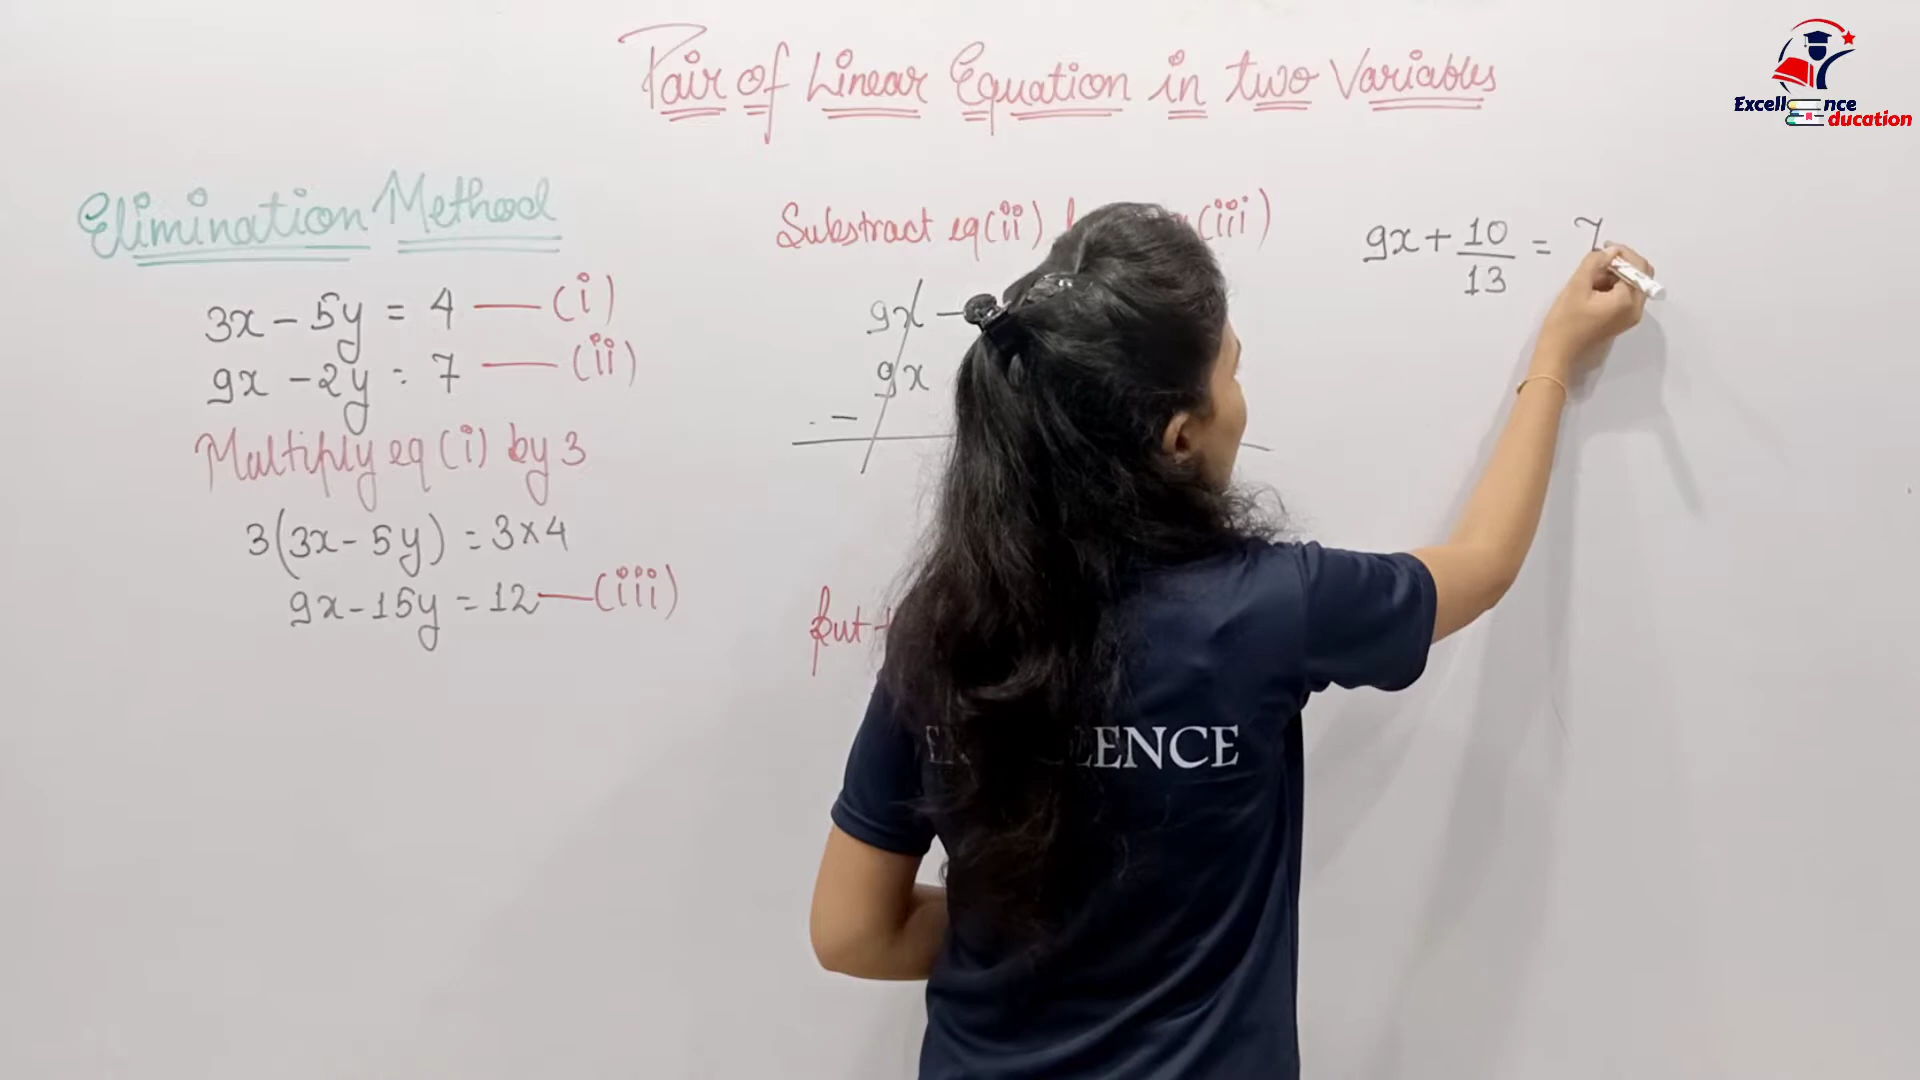 Pair of Linear Equation in two Variables
Excellence
Education
Elimination Method
3x - 5y = 4 —— (i)
9x - 2y = 7 —— (ii)
Multiply eq (i) by 3
3(3x - 5y) = 3 × 4
9x - 15y = 12 —— (iii)
Substract eq (ii) (iii)
9x -
9x
-
put
9x + 10/13 = 7
LENCE